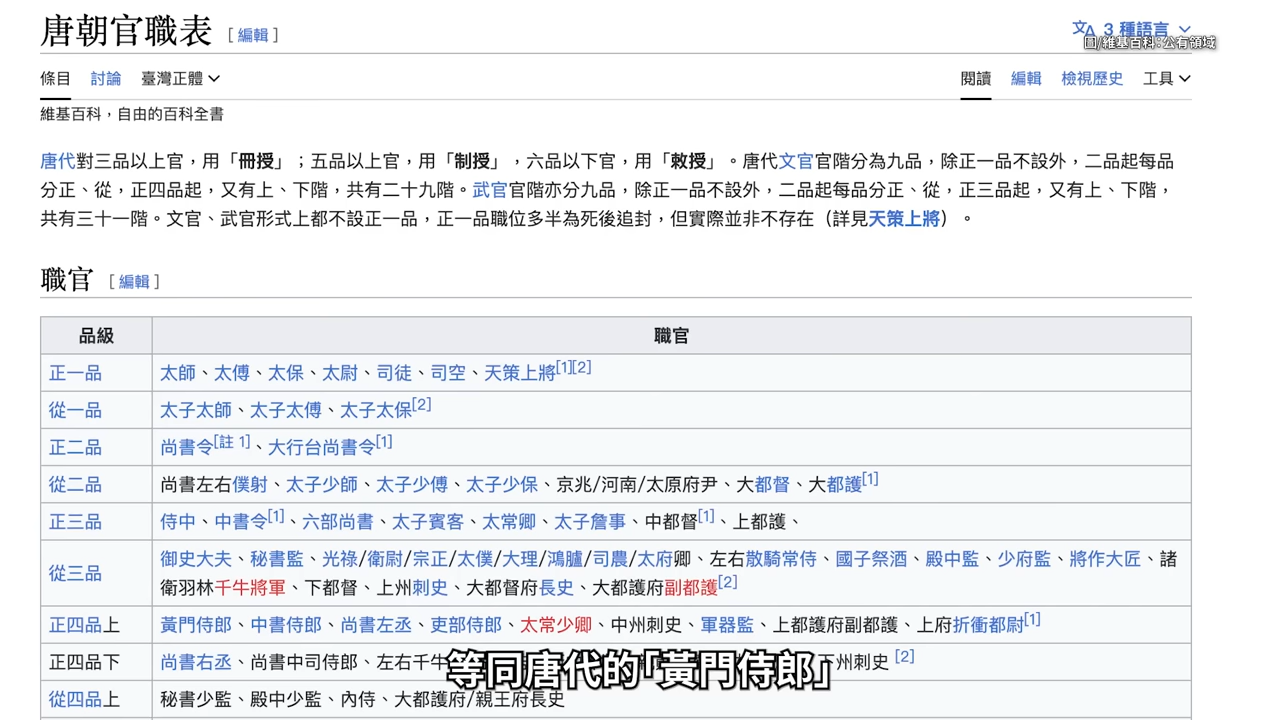 唐朝官職表 [ 編輯 ]
文A 3 種語言
圖/維基百科:公有領域
條目 討論 臺灣正體 閱讀 編輯 檢視歷史 工具
維基百科，自由的百科全書
唐代對三品以上官，用「冊授」；五品以上官，用「制授」，六品以下官，用「敕授」。唐代文官官階分為九品，除正一品不設外，二品起每品
分正、從，正四品起，又有上、下階，共有二十九階。武官官階亦分九品，除正一品不設外，二品起每品分正、從，正三品起，又有上、下階，
共有三十一階。文官、武官形式上都不設正一品，正一品職位多半為死後追封，但實際並非不存在（詳見天策上將）。
職官 [ 編輯 ]
品級 職官
正一品 太師、太傅、太保、太尉、司徒、司空、天策上將[1][2]
從一品 太子太師、太子太傅、太子太保[2]
正二品 尚書令[註 1]、大行台尚書令[1]
從二品 尚書左右僕射、太子少師、太子少傅、太子少保、京兆/河南/太原府尹、大都督、大都護[1]
正三品 侍中、中書令[1]、六部尚書、太子賓客、太常卿、太子詹事、中都督[1]、上都護、
從三品 御史大夫、秘書監、光祿/衛尉/宗正/太僕/大理/鴻臚/司農/太府卿、左右散騎常侍、國子祭酒、殿中監、少府監、將作大匠、諸
衛羽林千牛將軍、下都督、上州刺史、大都督府長史、大都護府副都護[2]
正四品上 黃門侍郎、中書侍郎、尚書左丞、吏部侍郎、太常少卿、中州刺史、軍器監、上都護府副都護、上府折衝都尉[1]
正四品下 尚書右丞、尚書中司侍郎、左右千牛 下州刺史 [2]
等同唐代的「黃門侍郎」
從四品上 秘書少監、殿中少監、內侍、大都護府/親王府長史